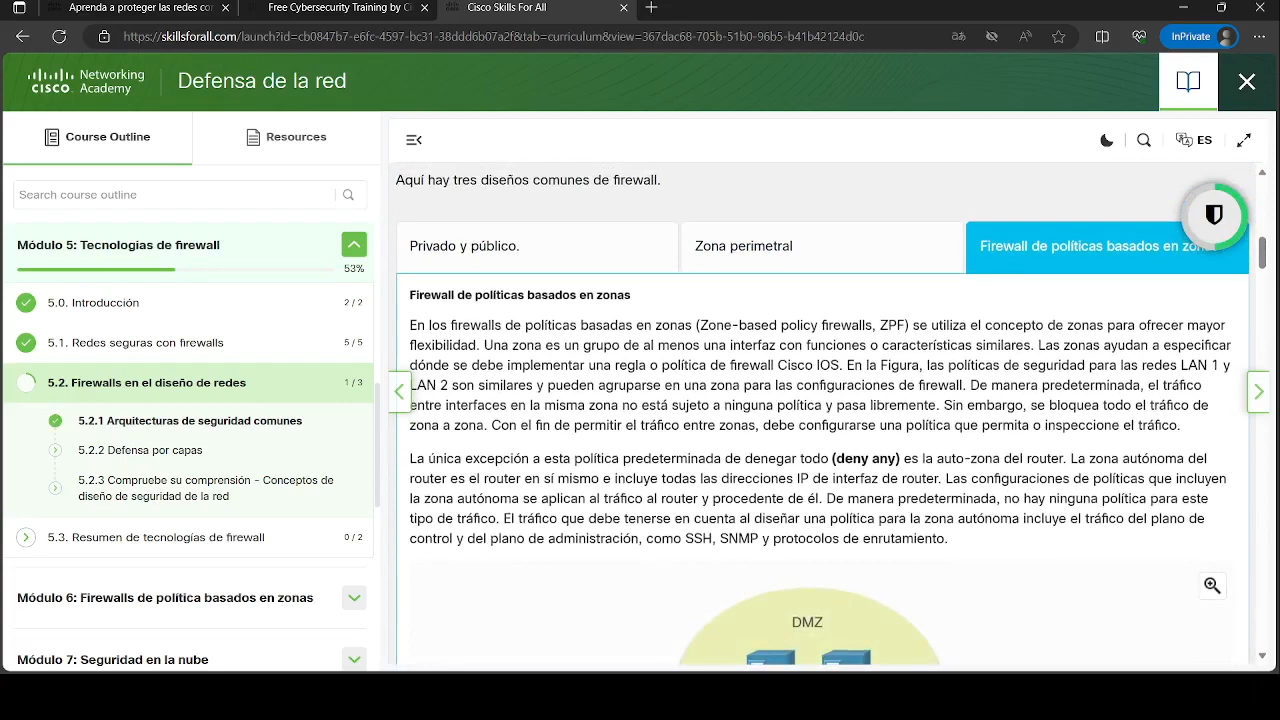 Aprenda a proteger las redes cor
Free Cybersecurity Training by Ci
Cisco Skills For All
https://skillsforall.com/launch?id=cb0847b7-e6fc-4597-bc31-38ddd6b07a2f&tab=curriculum&view=367dac68-705b-51b0-96b5-b41b42124d0c
InPrivate
CISCO Networking Academy
Defensa de la red
Course Outline
Resources
ES
Search course outline
Módulo 5: Tecnologías de firewall
53%
5.0. Introducción
2 / 2
5.1. Redes seguras con firewalls
5 / 5
5.2. Firewalls en el diseño de redes
1 / 3
5.2.1 Arquitecturas de seguridad comunes
5.2.2 Defensa por capas
5.2.3 Compruebe su comprensión - Conceptos
de diseño de seguridad de la red
5.3. Resumen de tecnologías de firewall
0 / 2
Módulo 6: Firewalls de política basados en zonas
Módulo 7: Seguridad en la nube
Aquí hay tres diseños comunes de firewall.
Privado y público.
Zona perimetral
Firewall de políticas basados en
Firewall de políticas basados en zonas
En los firewalls de políticas basadas en zonas (Zone-based policy firewalls, ZPF) se utiliza el concepto de zonas para ofrecer mayor
flexibilidad. Una zona es un grupo de al menos una interfaz con funciones o características similares. Las zonas ayudan a especificar
dónde se debe implementar una regla o política de firewall Cisco IOS. En la Figura, las políticas de seguridad para las redes LAN 1 y
LAN 2 son similares y pueden agruparse en una zona para las configuraciones de firewall. De manera predeterminada, el tráfico
entre interfaces en la misma zona no está sujeto a ninguna política y pasa libremente. Sin embargo, se bloquea todo el tráfico de
zona a zona. Con el fin de permitir el tráfico entre zonas, debe configurarse una política que permita o inspeccione el tráfico.
La única excepción a esta política predeterminada de denegar todo (deny any) es la auto-zona del router. La zona autónoma del
router es el router en sí mismo e incluye todas las direcciones IP de interfaz de router. Las configuraciones de políticas que incluyen
la zona autónoma se aplican al tráfico al router y procedente de él. De manera predeterminada, no hay ninguna política para este
tipo de tráfico. El tráfico que debe tenerse en cuenta al diseñar una política para la zona autónoma incluye el tráfico del plano de
control y del plano de administración, como SSH, SNMP y protocolos de enrutamiento.
DMZ